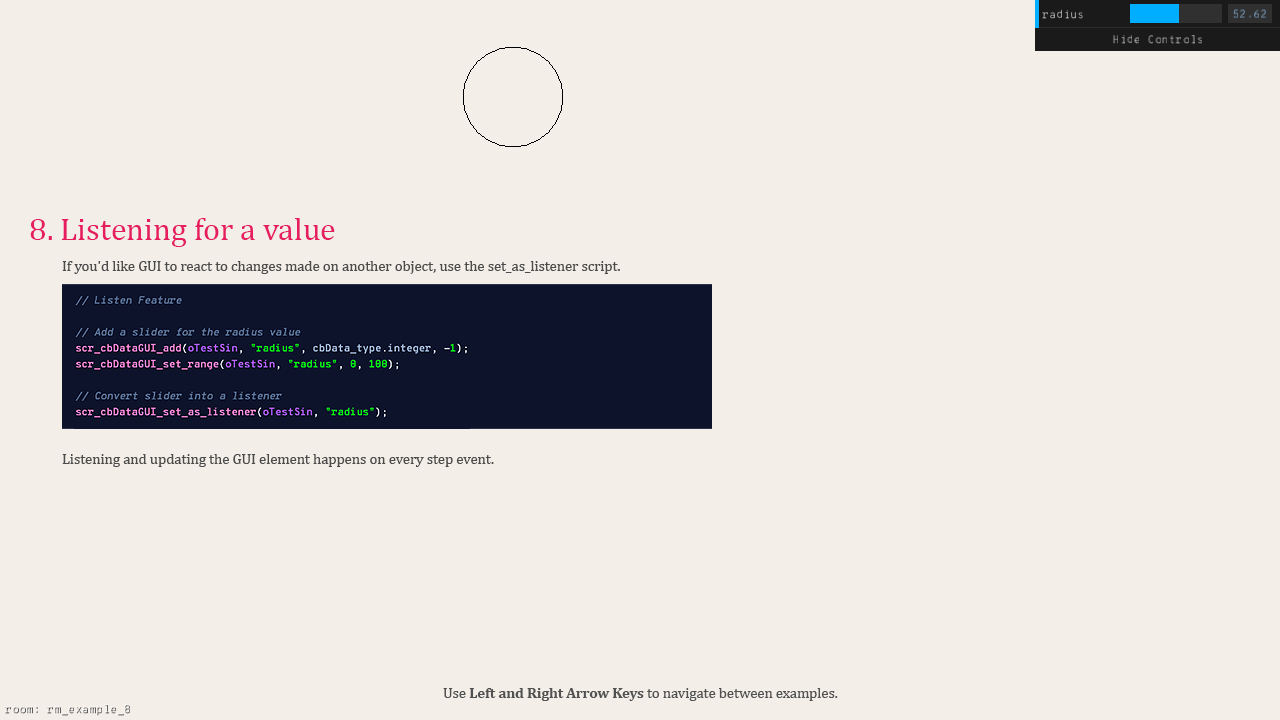 radius 52.62
Hide Controls
8. Listening for a value
If you'd like GUI to react to changes made on another object, use the set_as_listener script.
// Listen Feature
// Add a slider for the radius value
scr_cbDataGUI_add(oTestSin, "radius", cbData_type.integer, -1);
scr_cbDataGUI_set_range(oTestSin, "radius", 0, 100);
// Convert slider into a listener
scr_cbDataGUI_set_as_listener(oTestSin, "radius");
Listening and updating the GUI element happens on every step event.
Use Left and Right Arrow Keys to navigate between examples.
room: rm_example_8